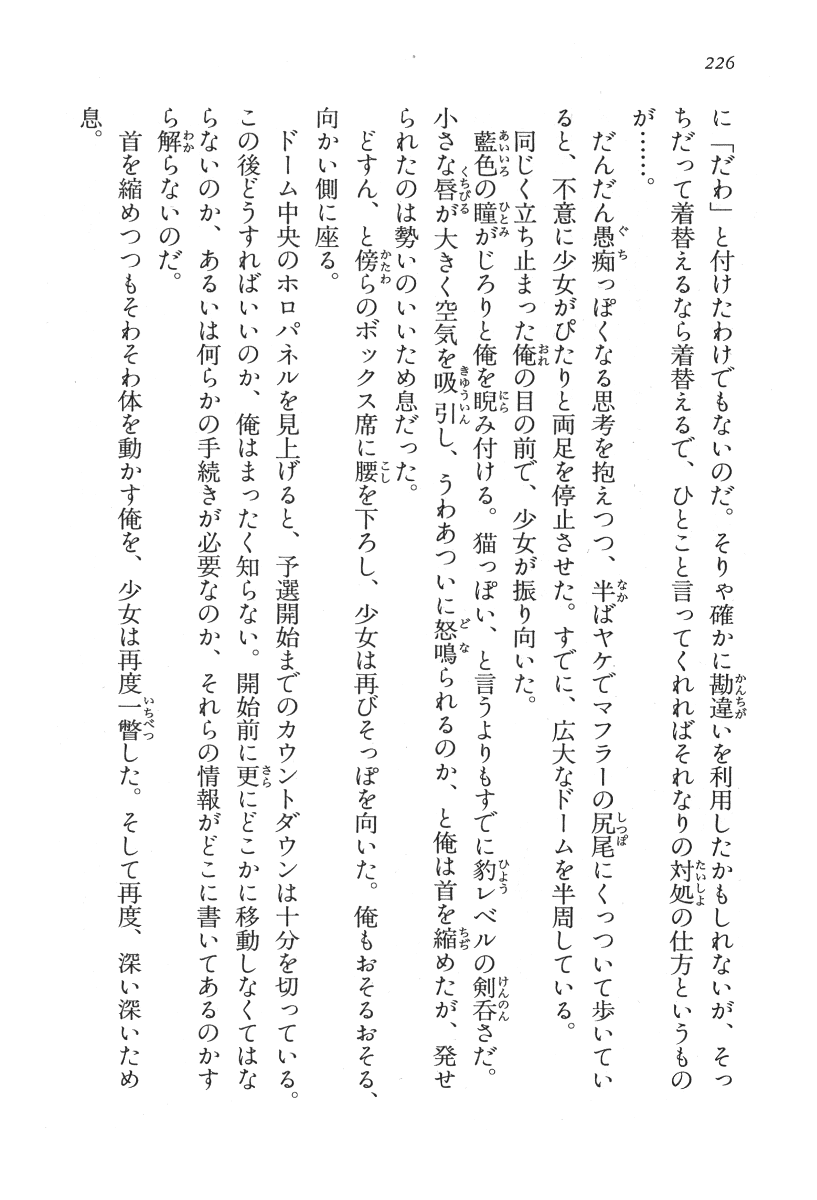 226
に「だわ」と付けたわけでもないのだ。そりゃ確かに勘違いを利用したかもしれないが、そっ
ちだって着替えるなら着替えるで、ひとこと言ってくれればそれなりの対処の仕方というもの
が……。
だんだん愚痴っぽくなる思考を抱えつつ、半ばヤケでマフラーの尻尾にくっついて歩いてい
ると、不意に少女がぴたりと両足を停止させた。すでに、広大なドームを半周している。
同じく立ち止まった俺の目の前で、少女が振り向いた。
藍色の瞳がじろりと俺を睨み付ける。猫っぽい、と言うよりもすでに豹レベルの剣呑さだ。
小さな唇が大きく空気を吸引し、うわあついに怒鳴られるのか、と俺は首を縮めたが、発せ
られたのは勢いのいいため息だった。
どすん、と傍らのボックス席に腰を下ろし、少女は再びそっぽを向いた。俺もおそるおそる、
向かい側に座る。
ドーム中央のホロパネルを見上げると、予選開始までのカウントダウンは十分を切っている。
この後どうすればいいのか、俺はまったく知らない。開始前に更にどこかに移動しなくてはな
らないのか、あるいは何らかの手続きが必要なのか、それらの情報がどこに書いてあるのかす
ら解らないのだ。
首を縮めつつもそわそわ体を動かす俺を、少女は再度一瞥した。そして再度、深い深いため
息。